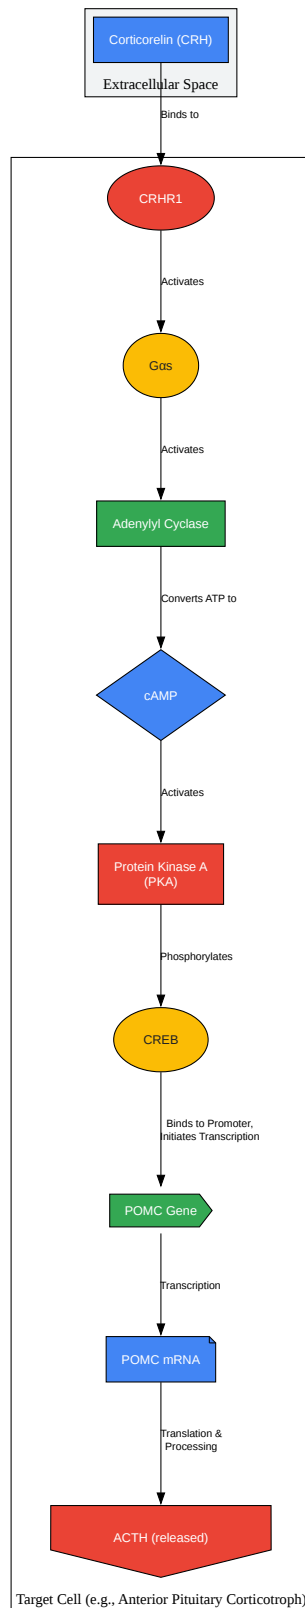 Corticorelin (CRH)
Extracellular Space
Binds to
CRHR1
Activates
Gαs
Activates
Adenylyl Cyclase
Converts ATP to
cAMP
Activates
Protein Kinase A
(PKA)
Phosphorylates
CREB
Binds to Promoter,
Initiates Transcription
POMC Gene
Transcription
POMC mRNA
Translation &
Processing
ACTH (released)
Target Cell (e.g., Anterior Pituitary Corticotroph)